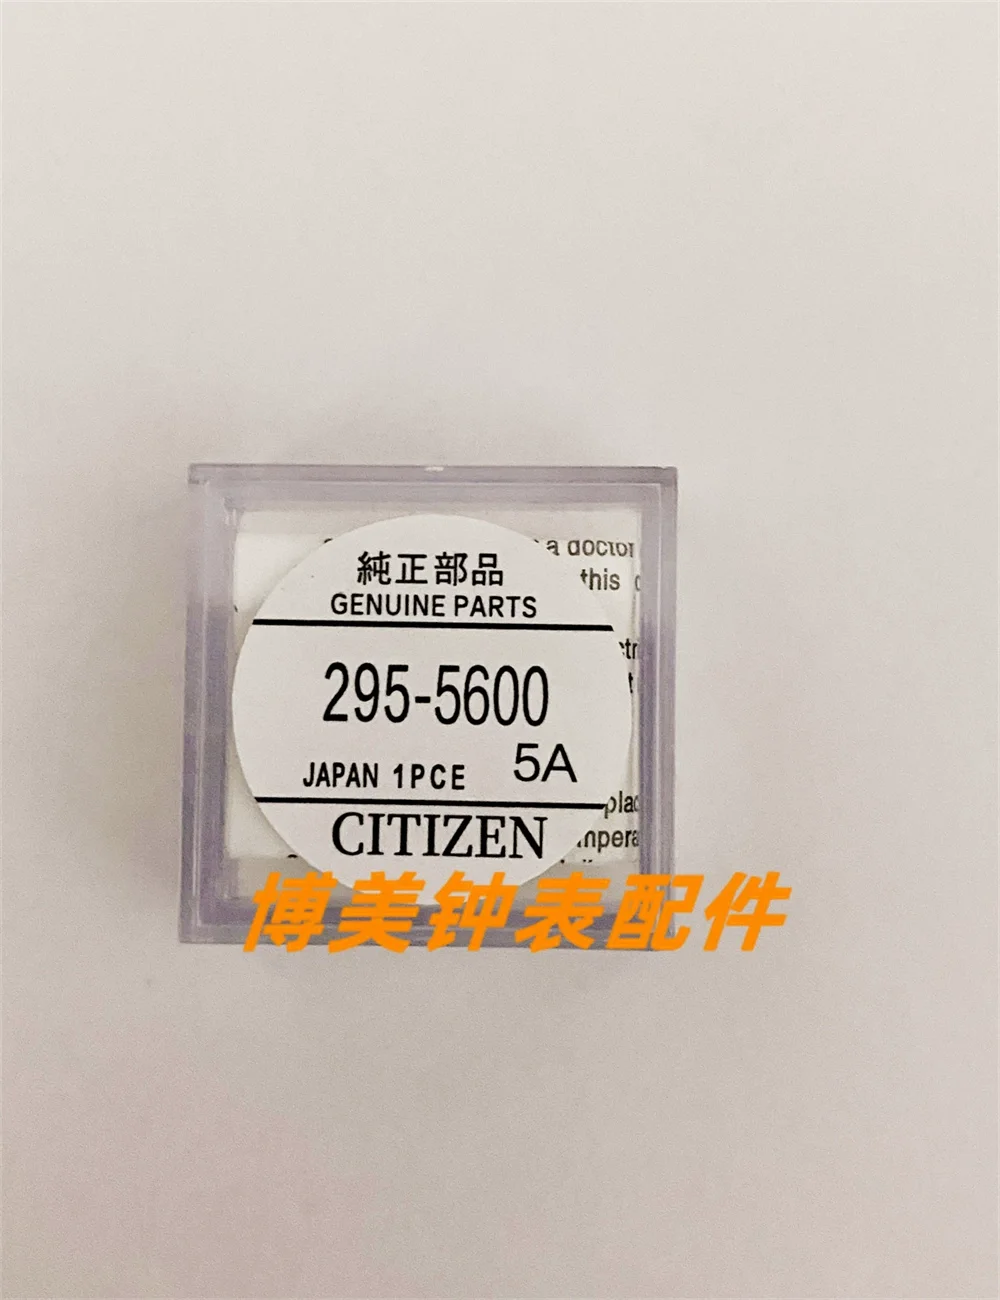 純正部品
GENUINE PARTS
295-5600
JAPAN 1PCE 5A
CITIZEN
a doctor
this
博美钟表配件